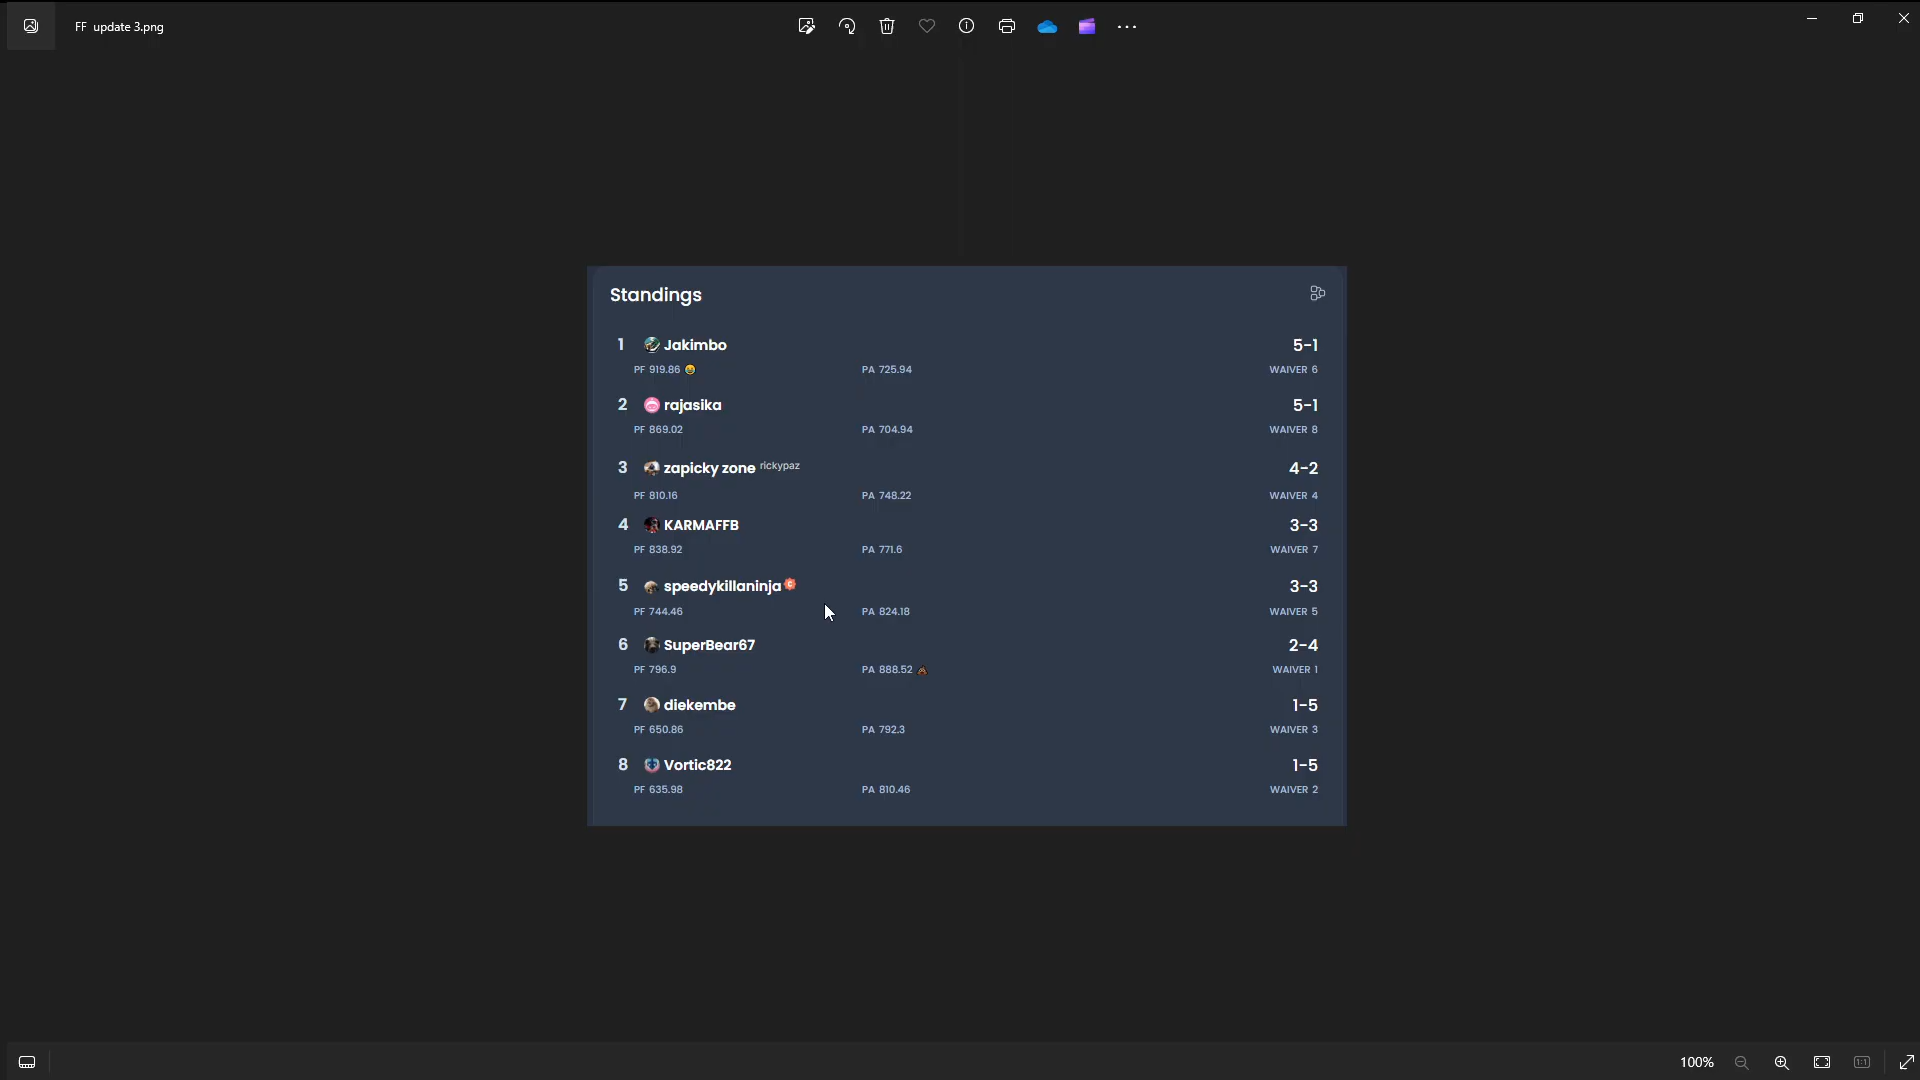 FF update 3.png
Standings
1 Jakimbo 5-1
PF 919.86 PA 725.94 WAIVER 6
2 rajasika 5-1
PF 869.02 PA 704.94 WAIVER 8
3 zapicky zone rickypaz 4-2
PF 810.16 PA 748.22 WAIVER 4
4 KARMAFFB 3-3
PF 838.92 PA 771.6 WAIVER 7
5 speedykillaninja C 3-3
PF 744.46 PA 824.18 WAIVER 5
6 SuperBear67 2-4
PF 796.9 PA 888.52 WAIVER 1
7 diekembe 1-5
PF 650.86 PA 792.3 WAIVER 3
8 Vortic822 1-5
PF 635.98 PA 810.46 WAIVER 2
100% 1:1